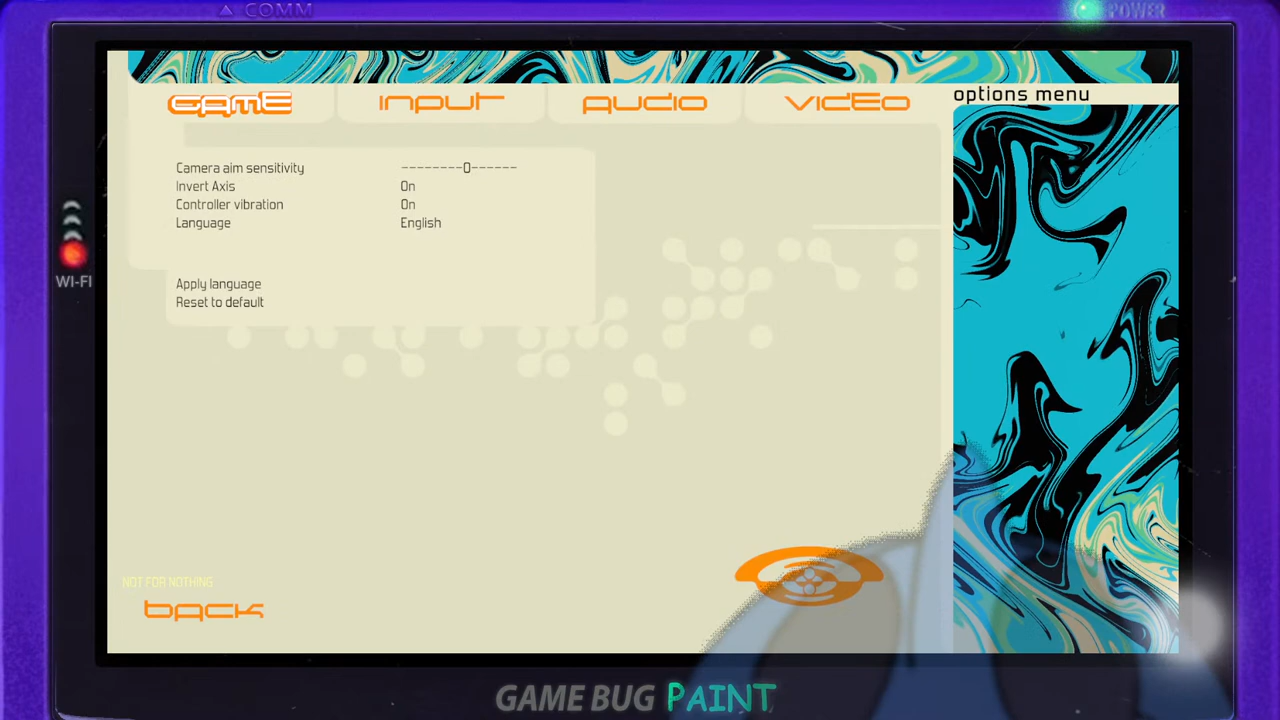 COMM
POWER
GAME
INPUT
AUDIO
VIDEO
options menu
Camera aim sensitivity --------0------
Invert Axis On
Controller vibration On
Language English
WI-FI
Apply language
Reset to default
NOT FOR NOTHING
BACK
GAME BUG PAINT